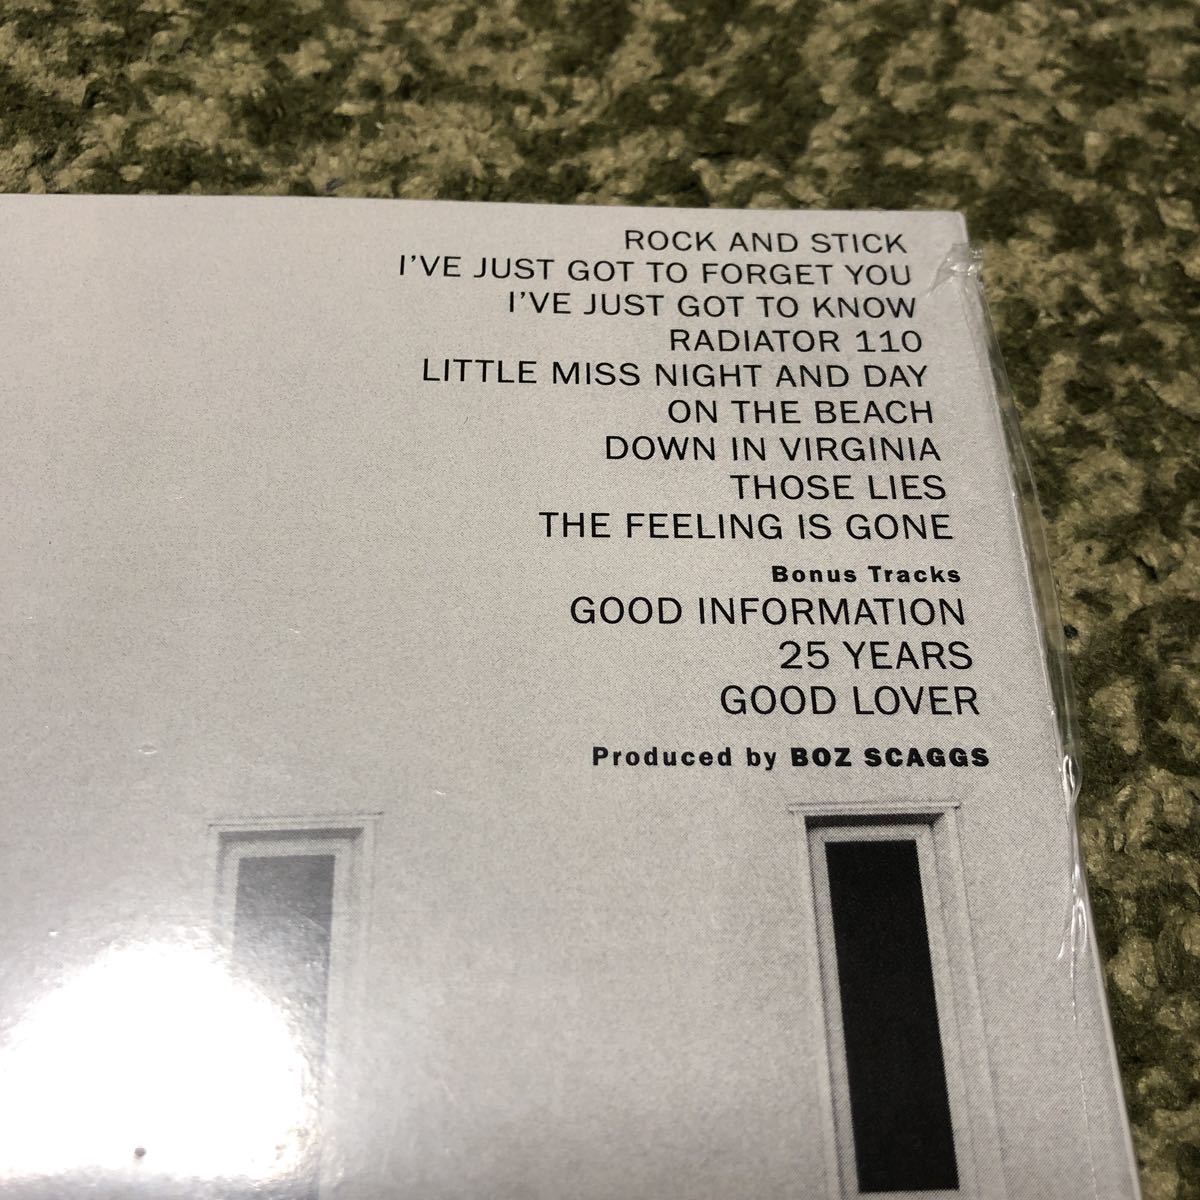 ROCK AND STICK
I'VE JUST GOT TO FORGET YOU
I'VE JUST GOT TO KNOW
RADIATOR 110
LITTLE MISS NIGHT AND DAY
ON THE BEACH
DOWN IN VIRGINIA
THOSE LIES
THE FEELING IS GONE
Bonus Tracks
GOOD INFORMATION
25 YEARS
GOOD LOVER
Produced by BOZ SCAGGS